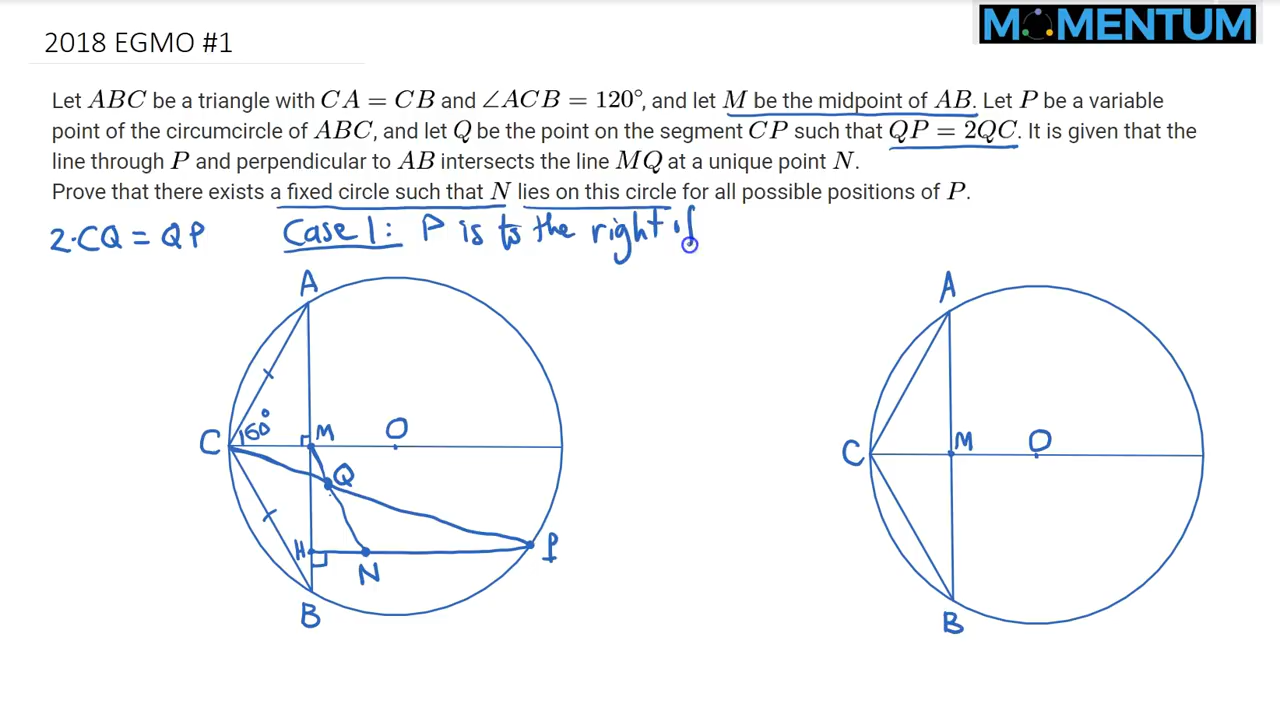 MOMENTUM
2018 EGMO #1
Let ABC be a triangle with CA = CB and ∠ACB = 120°, and let M be the midpoint of AB. Let P be a variable
point of the circumcircle of ABC, and let Q be the point on the segment CP such that QP = 2QC. It is given that the
line through P and perpendicular to AB intersects the line MQ at a unique point N.
Prove that there exists a fixed circle such that N lies on this circle for all possible positions of P.
2·CQ = QP Case 1: P is to the right of
A A
C 160° M O C M O
Q
H N P
B B